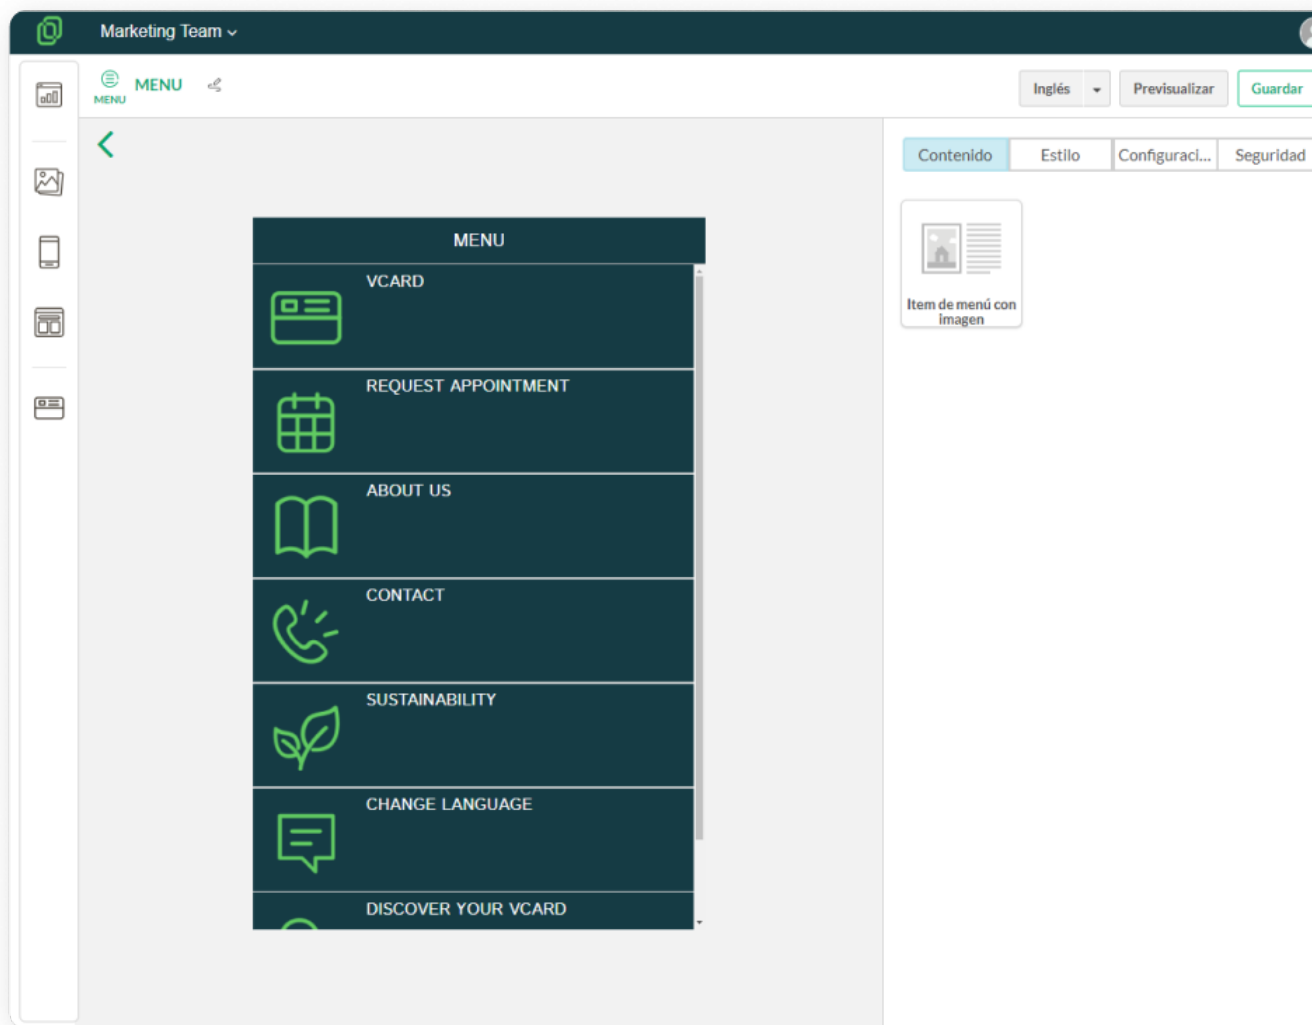 Marketing Team
MENU
MENU
Inglés
Previsualizar
Guardar
Contenido
Estilo
Configuraci...
Seguridad
MENU
VCARD
REQUEST APPOINTMENT
ABOUT US
CONTACT
SUSTAINABILITY
CHANGE LANGUAGE
DISCOVER YOUR VCARD
Item de menú con
imagen